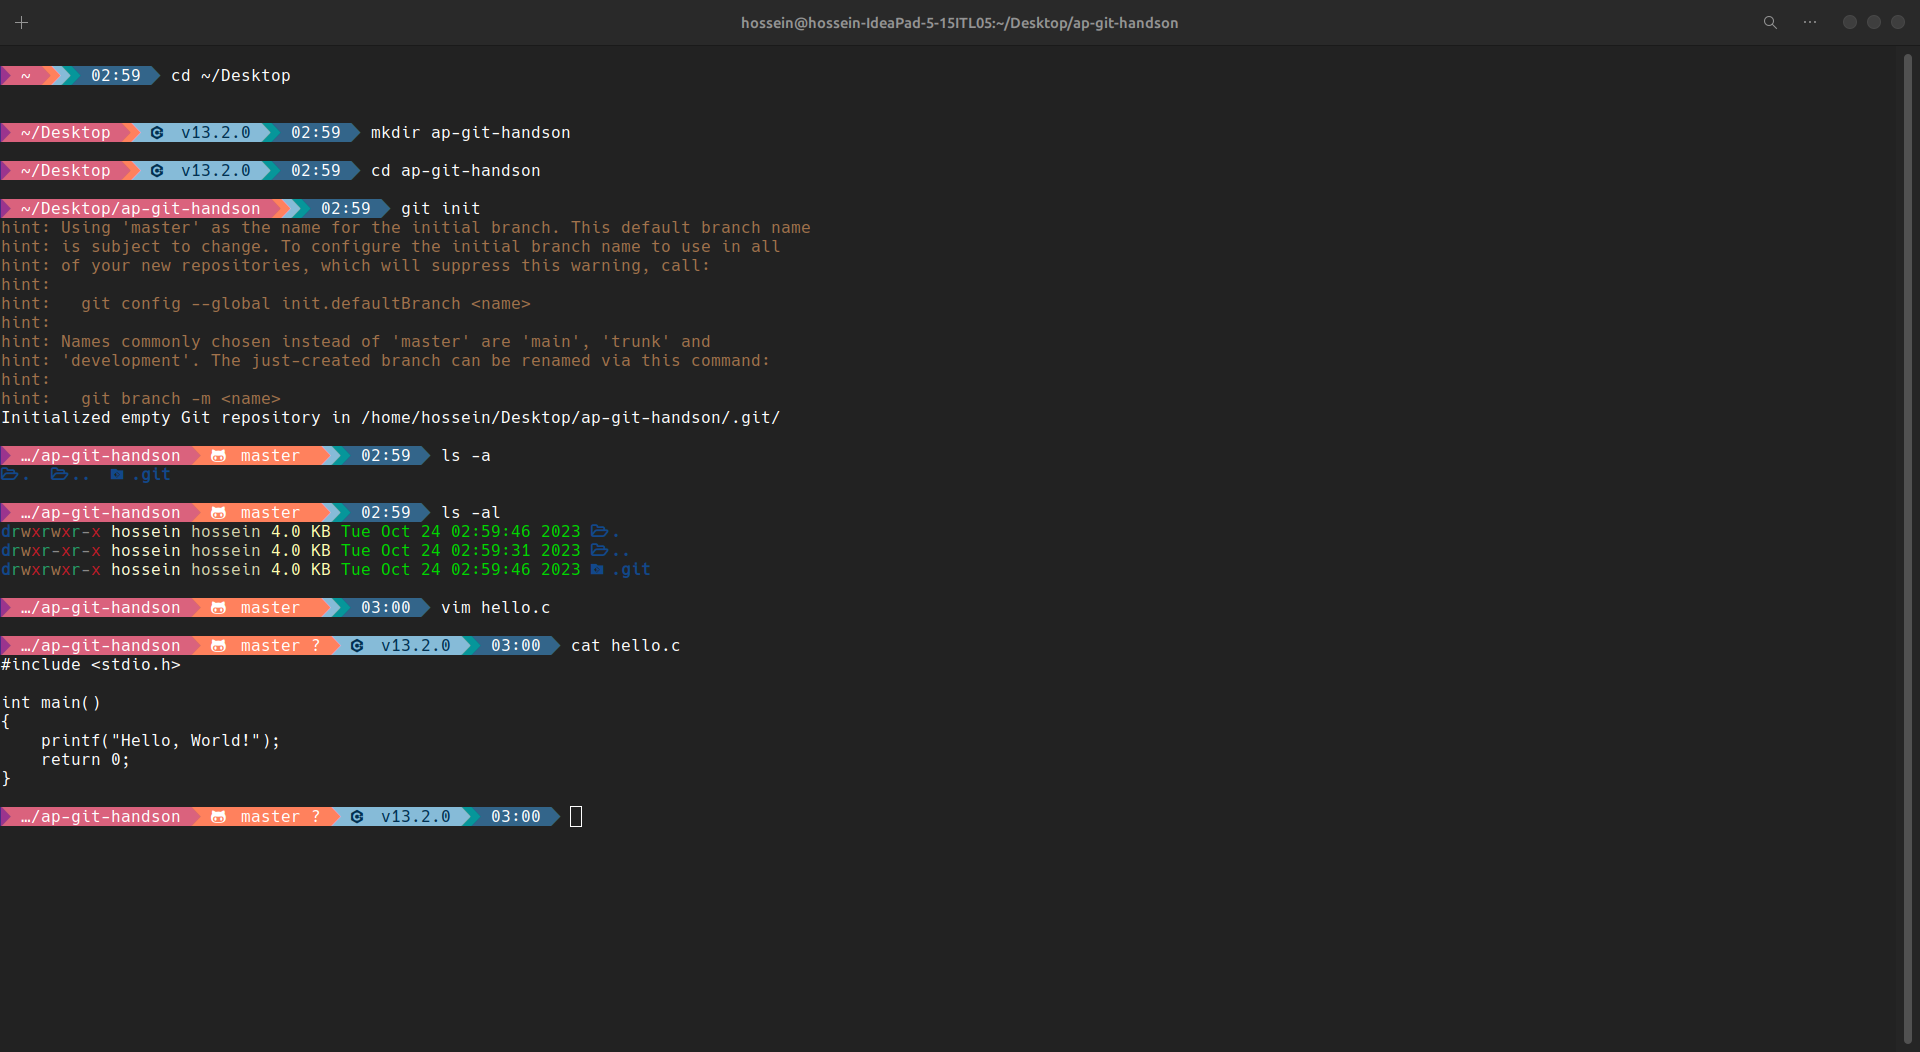 hossein@hossein-IdeaPad-5-15ITL05:~/Desktop/ap-git-handson
~ 02:59 cd ~/Desktop
~/Desktop C v13.2.0 02:59 mkdir ap-git-handson
~/Desktop C v13.2.0 02:59 cd ap-git-handson
~/Desktop/ap-git-handson 02:59 git init
hint: Using 'master' as the name for the initial branch. This default branch name
hint: is subject to change. To configure the initial branch name to use in all
hint: of your new repositories, which will suppress this warning, call:
hint:
hint:   git config --global init.defaultBranch <name>
hint:
hint: Names commonly chosen instead of 'master' are 'main', 'trunk' and
hint: 'development'. The just-created branch can be renamed via this command:
hint:
hint:   git branch -m <name>
Initialized empty Git repository in /home/hossein/Desktop/ap-git-handson/.git/
…/ap-git-handson master 02:59 ls -a
. .. .git
…/ap-git-handson master 02:59 ls -al
drwxrwxr-x hossein hossein 4.0 KB Tue Oct 24 02:59:46 2023 .
drwxr-xr-x hossein hossein 4.0 KB Tue Oct 24 02:59:31 2023 ..
drwxrwxr-x hossein hossein 4.0 KB Tue Oct 24 02:59:46 2023 .git
…/ap-git-handson master 03:00 vim hello.c
…/ap-git-handson master ? C v13.2.0 03:00 cat hello.c
#include <stdio.h>
int main()
{
    printf("Hello, World!");
    return 0;
}
…/ap-git-handson master ? C v13.2.0 03:00